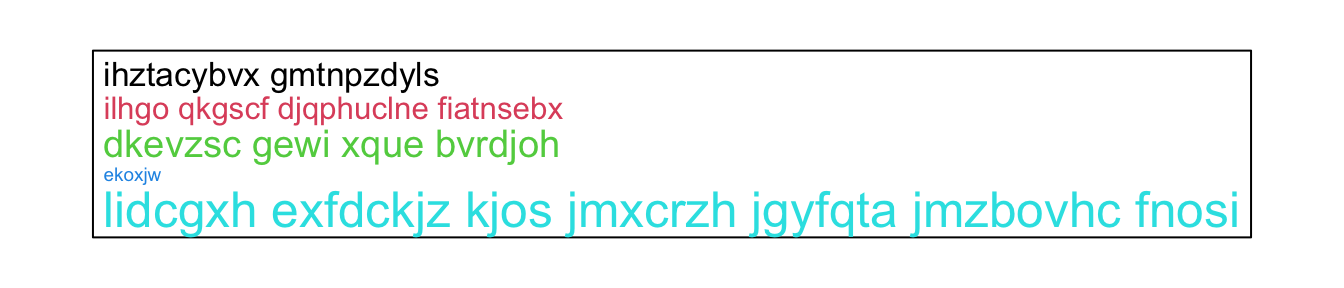 ihztacybvx gmtnpzdyls
ilhgo qkgscf djqphuclne fiatnsebx
dkevzsc gewi xque bvrdjoh
ekoxjw
lidcgxh exfdckjz kjos jmxcrzh jgyfqta jmzbovhc fnosi